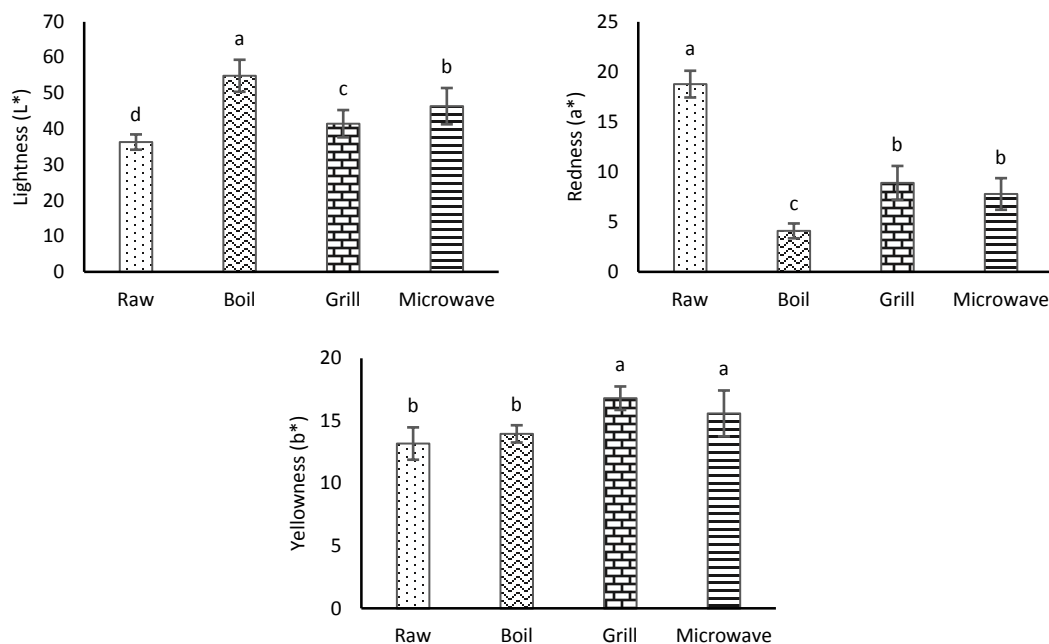 Lightness (L*)
70
60
50
40
30
20
10
0
d
a
c
b
Raw Boil Grill Microwave
Redness (a*)
25
20
15
10
5
0
a
c
b
b
Raw Boil Grill Microwave
Yellowness (b*)
20
15
10
5
0
b
b
a
a
Raw Boil Grill Microwave